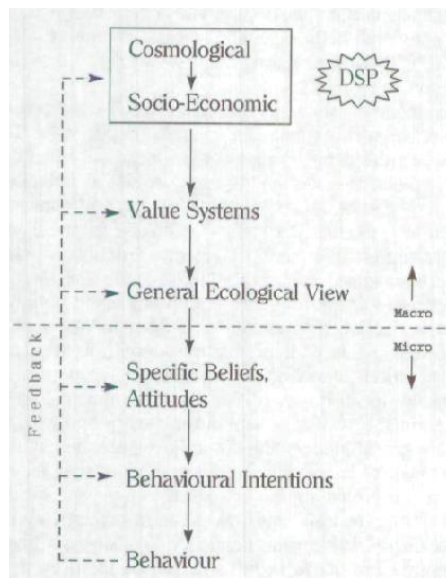 Cosmological
DSP
Socio-Economic
Value Systems
General Ecological View
Macro
Micro
Feedback
Specific Beliefs,
Attitudes
Behavioural Intentions
Behaviour